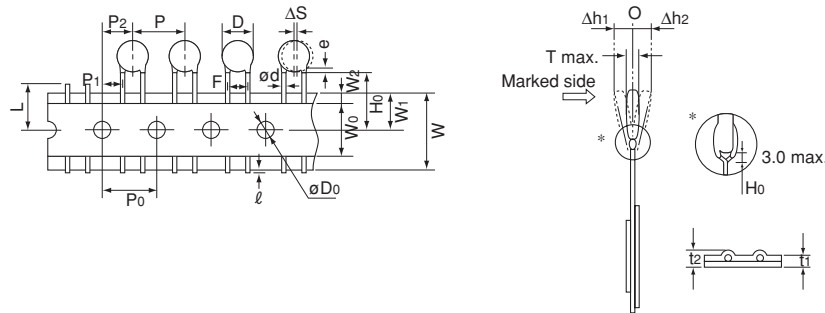 P2
P
D
ΔS
e
P1
F
ød
W2
H0
W1
L
W0
W
P0
ℓ
øD0
Δh1
O
Δh2
T max.
Marked side
*
*
3.0 max.
H0
t2
t1